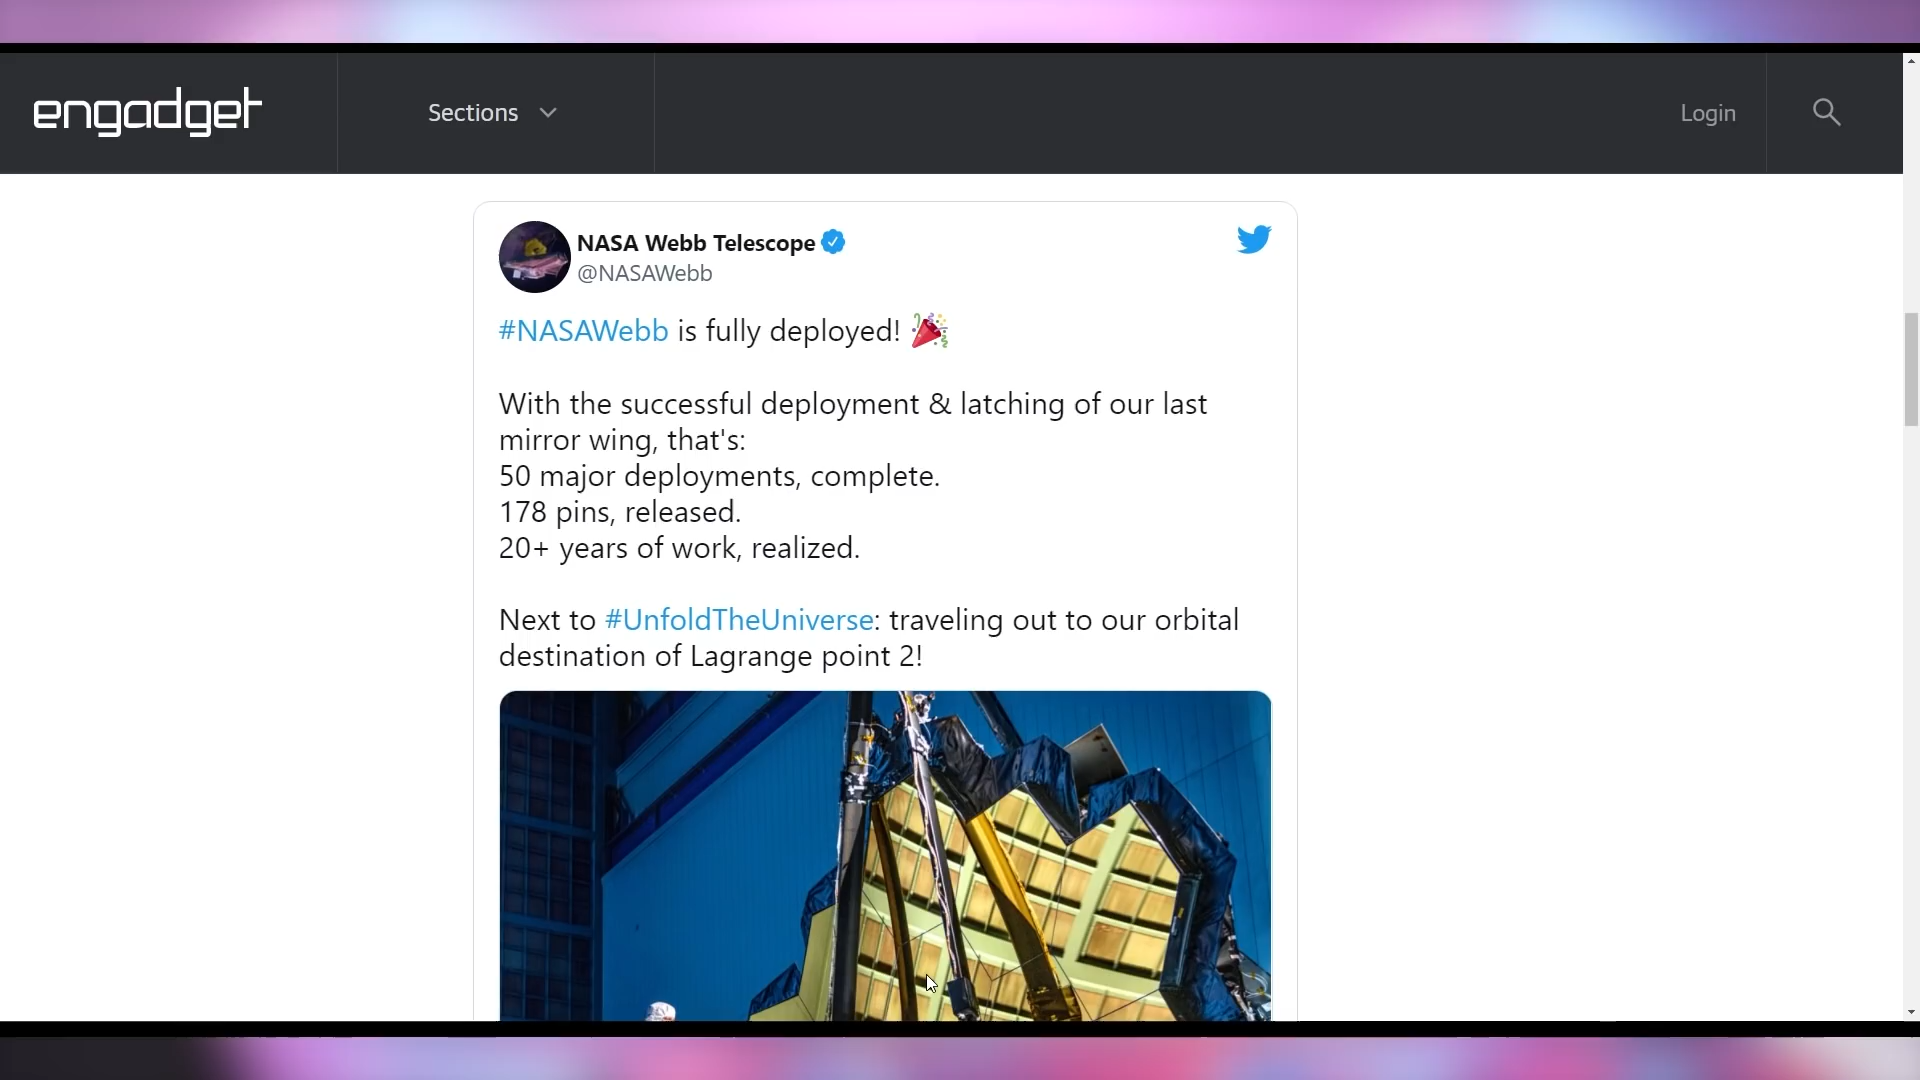 engadget
Sections
Login
NASA Webb Telescope
@NASAWebb
#NASAWebb is fully deployed! 🎉
With the successful deployment & latching of our last
mirror wing, that's:
50 major deployments, complete.
178 pins, released.
20+ years of work, realized.
Next to #UnfoldTheUniverse: traveling out to our orbital
destination of Lagrange point 2!